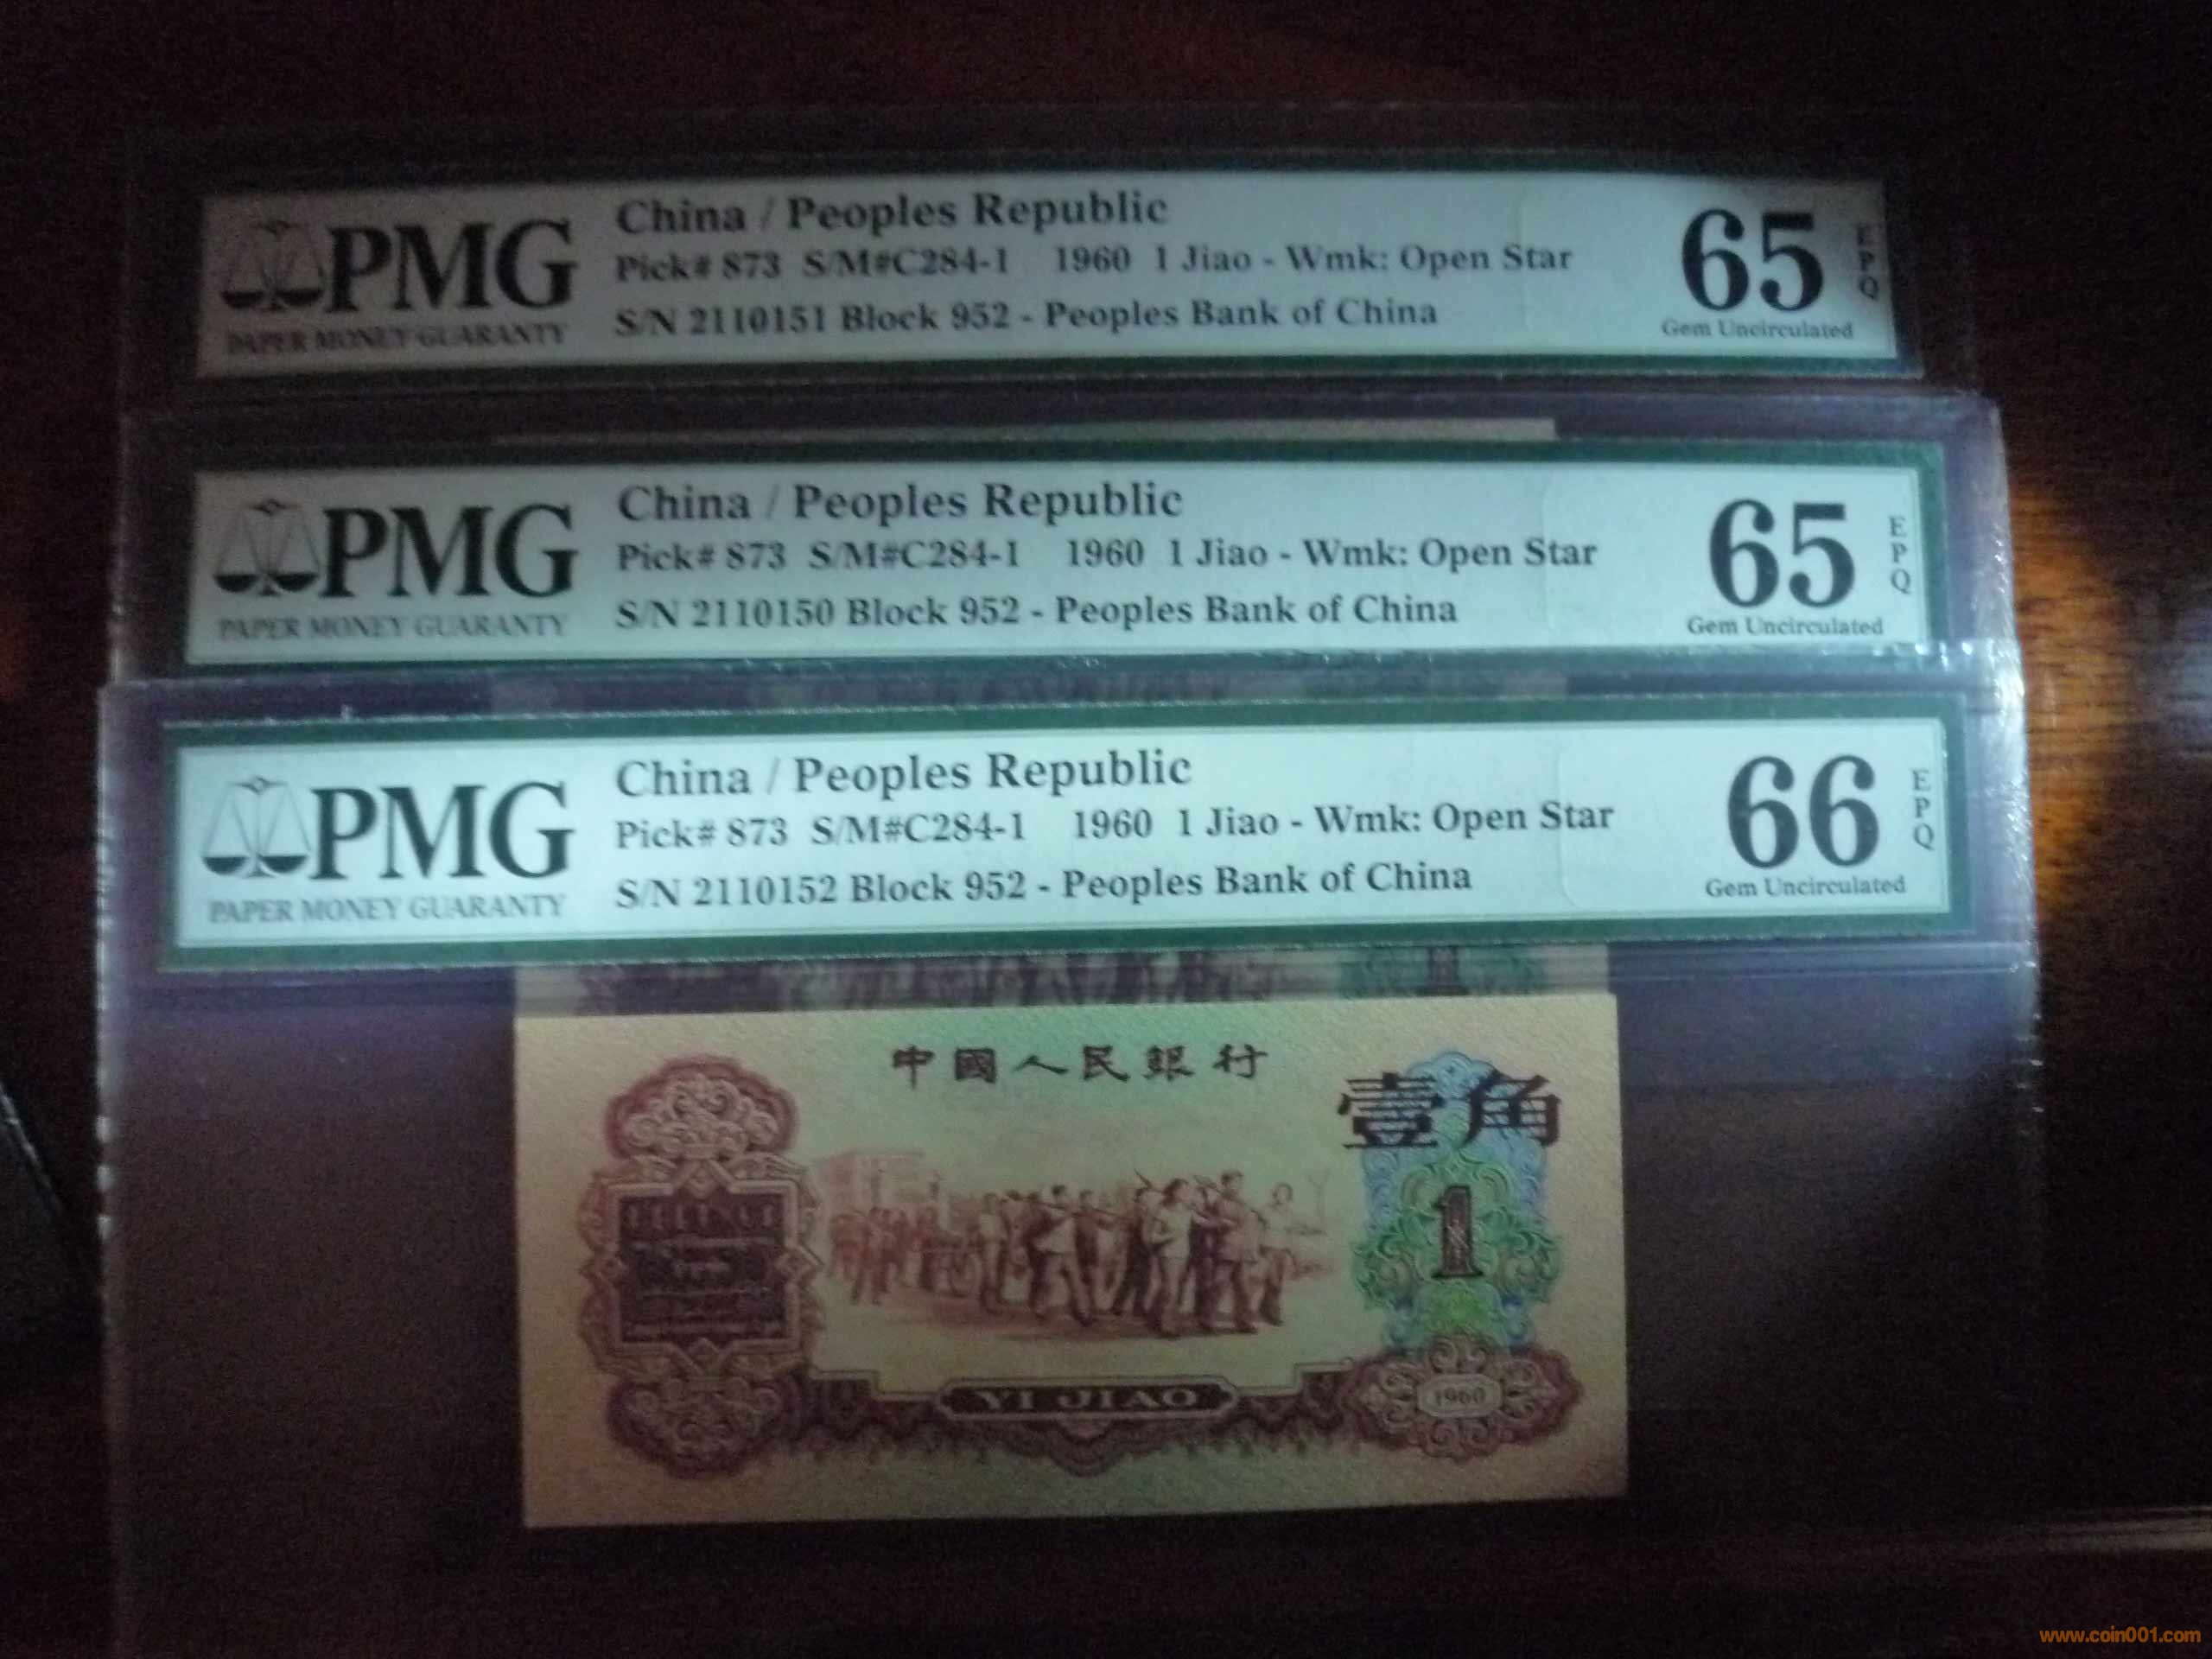 PMG
PAPER MONEY GUARANTY
China / Peoples Republic
Pick# 873 S/M#C284-1 1960 1 Jiao - Wmk: Open Star
S/N 2110151 Block 952 - Peoples Bank of China
65
EPQ
Gem Uncirculated
PMG
PAPER MONEY GUARANTY
China / Peoples Republic
Pick# 873 S/M#C284-1 1960 1 Jiao - Wmk: Open Star
S/N 2110150 Block 952 - Peoples Bank of China
65
EPQ
Gem Uncirculated
PMG
PAPER MONEY GUARANTY
China / Peoples Republic
Pick# 873 S/M#C284-1 1960 1 Jiao - Wmk: Open Star
S/N 2110152 Block 952 - Peoples Bank of China
66
EPQ
Gem Uncirculated
1
中國人民銀行
壹角
1
YI JIAO
1960
www.coin001.com